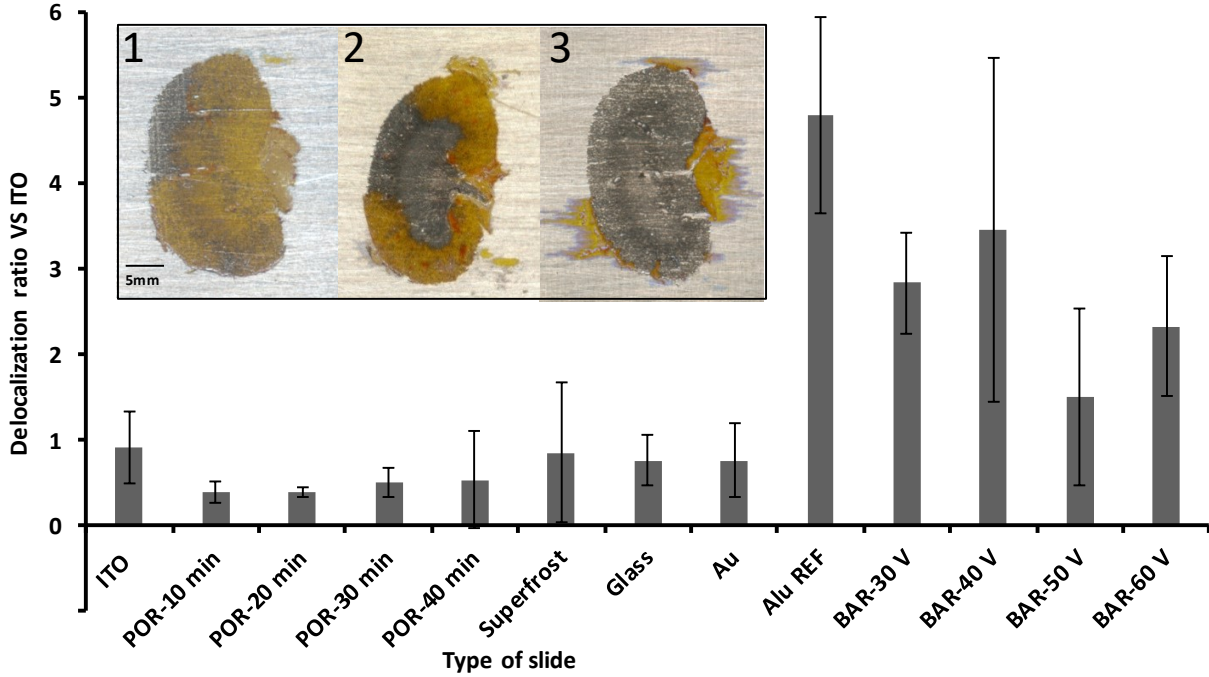 Delocalization ratio VS ITO
6
5
4
3
2
1
0
1
2
3
5mm
ITO
POR-10 min
POR-20 min
POR-30 min
POR-40 min
Superfrost
Glass
Au
Alu REF
BAR-30 V
BAR-40 V
BAR-50 V
BAR-60 V
Type of slide